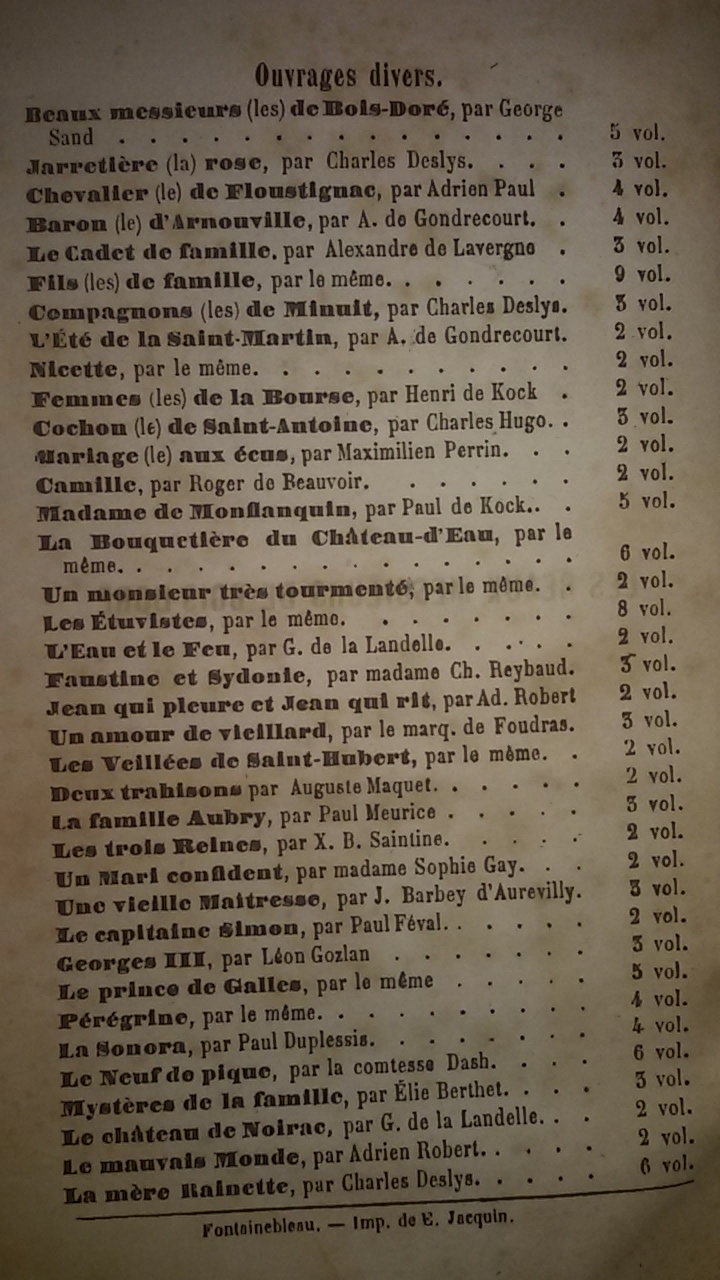 Ouvrages divers.
Beaux messieurs (les) de Bois-Doré, par George
Sand . . . . . . . . . . . . . . 5 vol.
Jarretière (la) rose, par Charles Deslys. . . . 3 vol.
Chevalier (le) de Floustignac, par Adrien Paul . 4 vol.
Baron (le) d'Arnouville, par A. de Gondrecourt. . 4 vol.
Le Cadet de famille, par Alexandre de Lavergne . 3 vol.
Fils (les) de famille, par le même. . . . . . . 9 vol.
Compagnons (les) de Minuit, par Charles Deslys. 3 vol.
L'Été de la Saint-Martin, par A. de Gondrecourt. 2 vol.
Nicette, par le même. . . . . . . . . . 2 vol.
Femmes (les) de la Bourse, par Henri de Kock . 2 vol.
Cochon (le) de Saint-Antoine, par Charles Hugo. . 3 vol.
Mariage (le) aux écus, par Maximilien Perrin. . . 2 vol.
Camille, par Roger de Beauvoir. . . . . . 2 vol.
Madame de Monflanquin, par Paul de Kock.. . 5 vol.
La Bouquetière du Château-d'Eau, par le
même. . . . . . . . . . . . . . 6 vol.
Un monsieur très tourmenté, par le même. . 2 vol.
Les Étuvistes, par le même. . . . . . . 8 vol.
L'Eau et le Feu, par G. de la Landelle. . . . . 2 vol.
Faustine et Sydonie, par madame Ch. Reybaud. 3 vol.
Jean qui pleure et Jean qui rit, par Ad. Robert 2 vol.
Un amour de vieillard, par le marq. de Foudras. 3 vol.
Les Veillées de Saint-Hubert, par le même. . 2 vol.
Deux trahisons par Auguste Maquet. . . . . . 2 vol.
La famille Aubry, par Paul Meurice . . . . . 3 vol.
Les trois Reines, par X. B. Saintine. . . . . 2 vol.
Un Mari confident, par madame Sophie Gay. . . 2 vol.
Une vieille Maitresse, par J. Barbey d'Aurevilly. 3 vol.
Le capitaine Simon, par Paul Féval. . . . . . 2 vol.
Georges III, par Léon Gozlan . . . . . . 3 vol.
Le prince de Galles, par le même . . . . . 5 vol.
Pérégrine, par le même. . . . . . . . . 4 vol.
La Sonora, par Paul Duplessis. . . . . . . 4 vol.
Le Neuf de pique, par la comtesse Dash. . . . 6 vol.
Mystères de la famille, par Élie Berthet. . . . 3 vol.
Le château de Noirac, par G. de la Landelle. . . 2 vol.
Le mauvais Monde, par Adrien Robert. . . . . 2 vol.
La mère Rainette, par Charles Deslys. . . . . 6 vol.
Fontainebleau. — Imp. de E. Jacquin.